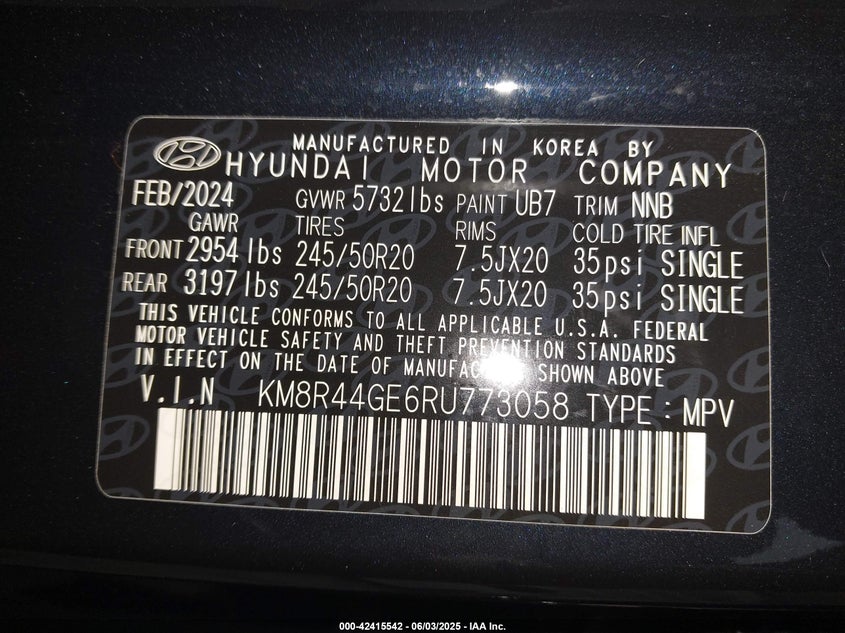 MANUFACTURED IN KOREA BY
HYUNDAI MOTOR COMPANY
FEB/2024 GVWR 5732lbs PAINT UB7 TRIM NNB
GAWR TIRES RIMS COLD TIRE INFL
FRONT 2954lbs 245/50R20 7.5JX20 35psi SINGLE
REAR 3197lbs 245/50R20 7.5JX20 35psi SINGLE
THIS VEHICLE CONFORMS TO ALL APPLICABLE U.S.A. FEDERAL
MOTOR VEHICLE SAFETY AND THEFT PREVENTION STANDARDS
IN EFFECT ON THE DATE OF MANUFACTURE SHOWN ABOVE
V.I.N KM8R44GE6RU773058 TYPE : MPV
000-42415542 - 06/03/2025 - IAA Inc.